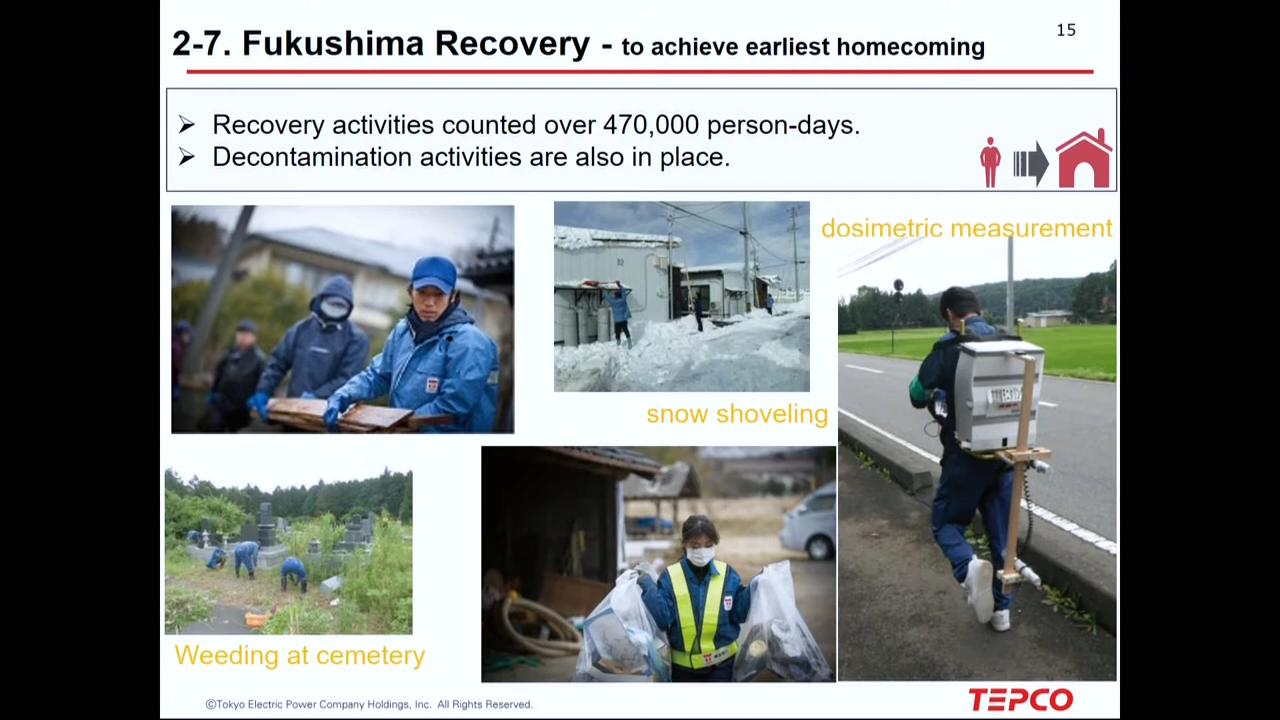 2-7. Fukushima Recovery - to achieve earliest homecoming
15
➢ Recovery activities counted over 470,000 person-days.
➢ Decontamination activities are also in place.
dosimetric measurement
snow shoveling
Weeding at cemetery
©Tokyo Electric Power Company Holdings, Inc. All Rights Reserved.
TEPCO